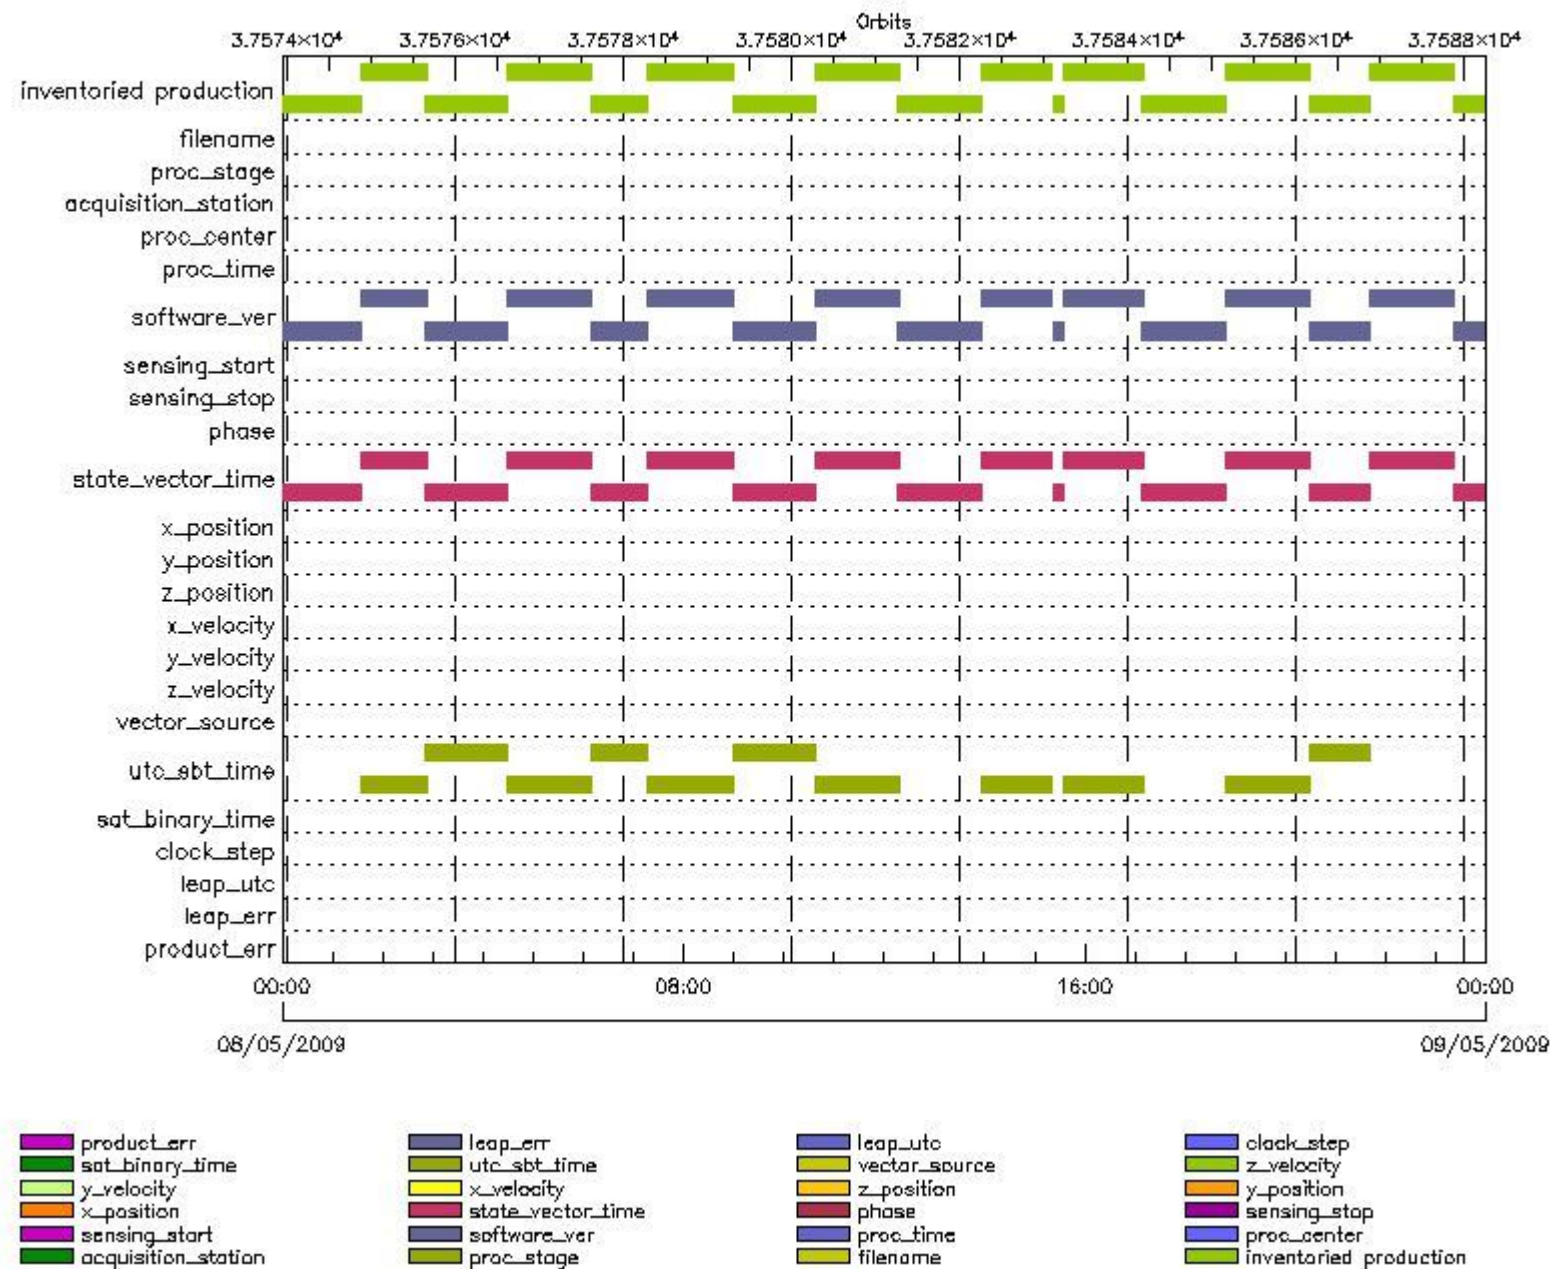 Orbits
3.7574×10⁴ 3.7576×10⁴ 3.7578×10⁴ 3.7580×10⁴ 3.7582×10⁴ 3.7584×10⁴ 3.7586×10⁴ 3.7588×10⁴
inventoried production
filename
proc_stage
acquisition_station
proc_center
proc_time
software_ver
sensing_start
sensing_stop
phase
state_vector_time
x_position
y_position
z_position
x_velocity
y_velocity
z_velocity
vector_source
utc_sbt_time
sat_binary_time
clock_step
leap_utc
leap_err
product_err
00:00 08:00 16:00 00:00
08/05/2009 09/05/2009
product_err leap_err leap_utc clock_step
sat_binary_time utc_sbt_time vector_source z_velocity
y_velocity x_velocity z_position y_position
x_position state_vector_time phase sensing_stop
sensing_start software_ver proc_time proc_center
acquisition_station proc_stage filename inventoried production